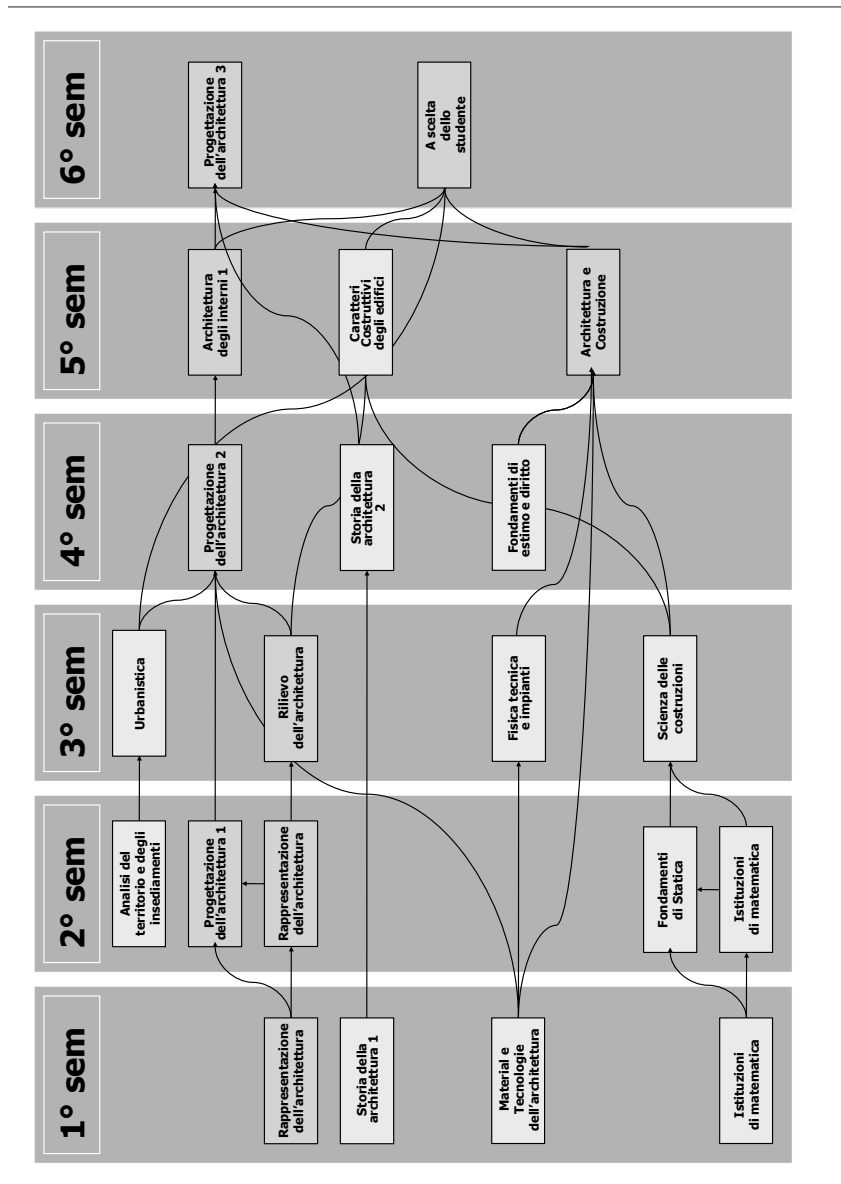 1° sem
Rappresentazione
dell'architettura
Storia della
architettura 1
Material e
Tecnologie
dell'architettura
Istituzioni
di matematica
2° sem
Analisi del
territorio e degli
insediamenti
Progettazione
dell'architettura 1
Rappresentazione
dell'architettura
Fondamenti
di Statica
Istituzioni
di matematica
3° sem
Urbanistica
Rilievo
dell'architettura
Fisica tecnica
e impianti
Scienza delle
costruzioni
4° sem
Progettazione
dell'architettura 2
Storia della
architettura
2
Fondamenti di
estimo e diritto
5° sem
Architettura
degli interni 1
Caratteri
Costruttivi
degli edifici
Architettura e
Costruzione
6° sem
Progettazione
dell'architettura 3
A scelta
dello
studente